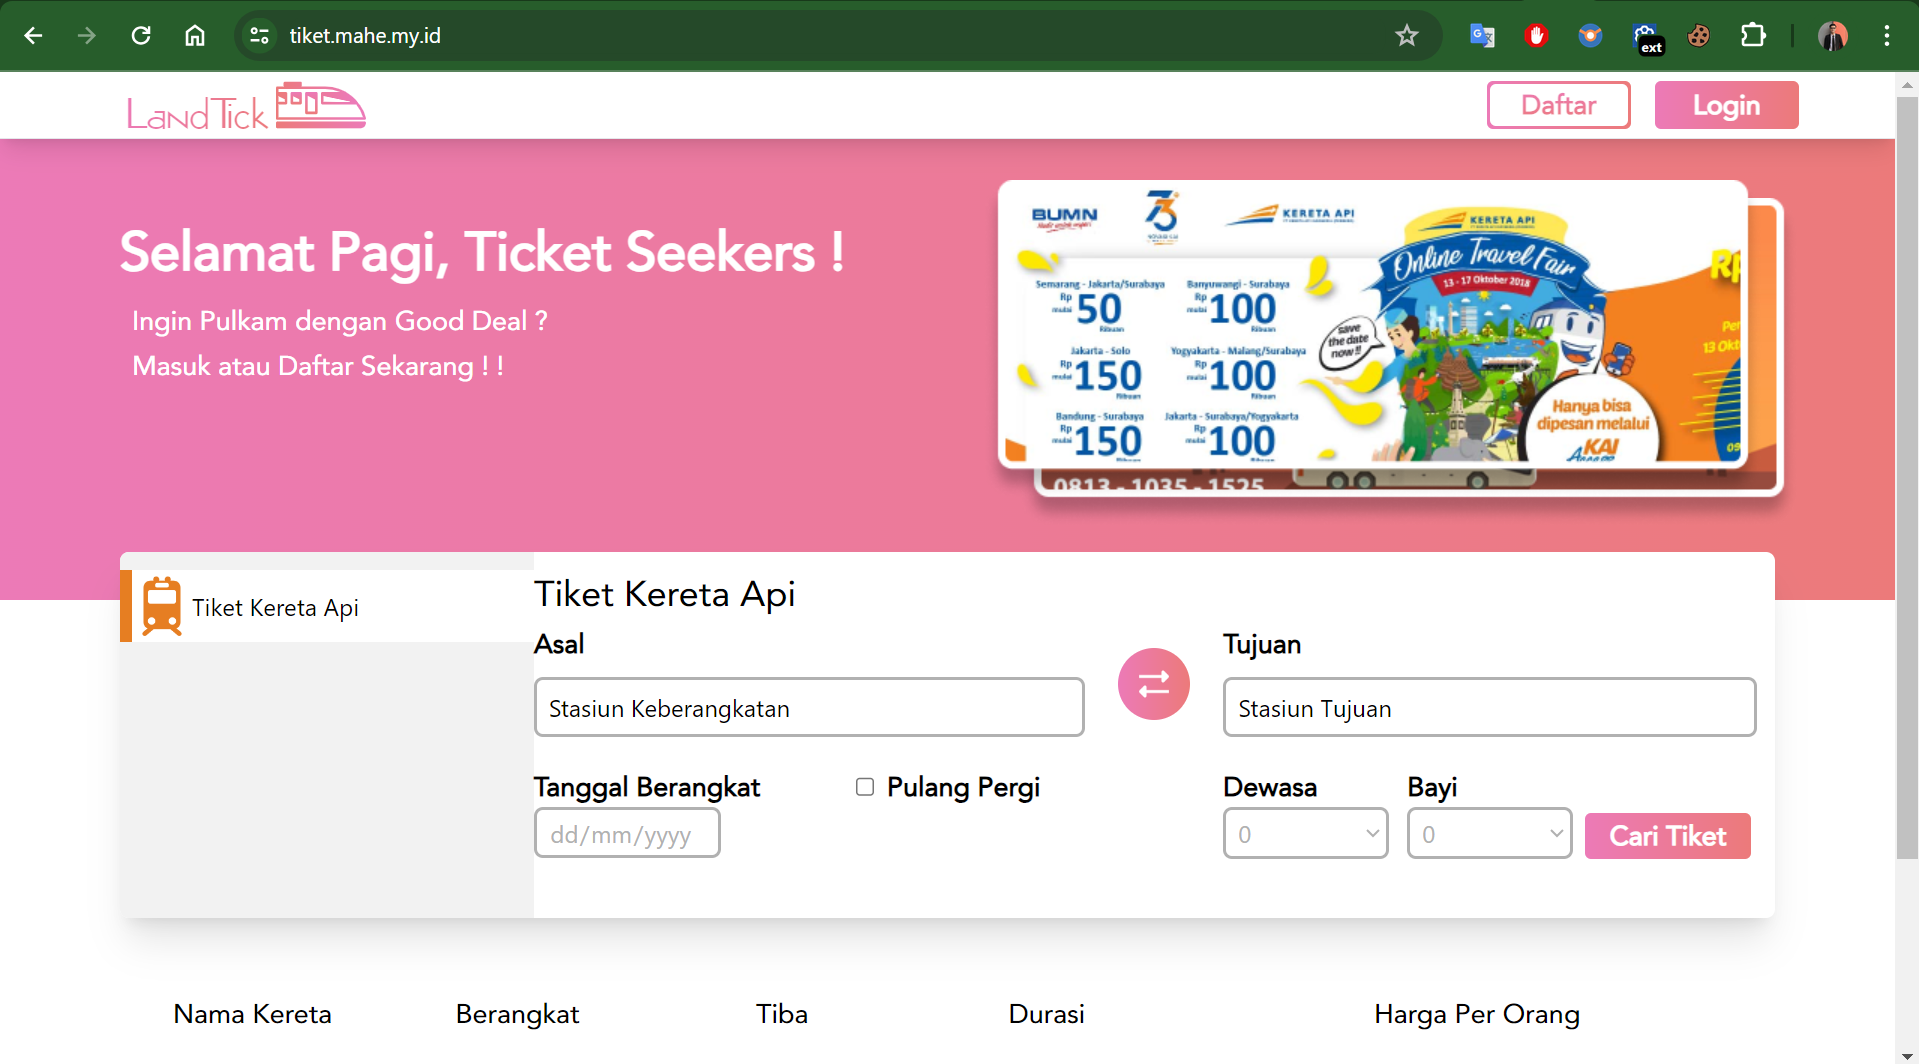 tiket.mahe.my.id
ext
LandTick
Daftar
Login
Selamat Pagi, Ticket Seekers !
Ingin Pulkam dengan Good Deal ?
Masuk atau Daftar Sekarang ! !
BUMN
73
KERETA API
KERETA API
Online Travel Fair
13 - 17 Oktober 2018
Semarang - Jakarta/Surabaya
Rp mulai 50 Ribuan
Banyuwangi - Surabaya
Rp mulai 100 Ribuan
Jakarta - Solo
Rp mulai 150 Ribuan
Yogyakarta - Malang/Surabaya
Rp mulai 100 Ribuan
Bandung - Surabaya
Rp mulai 150
Jakarta - Surabaya/Yogyakarta
Rp mulai 100
save
the date
now!!
Hanya bisa
dipesan melalui
KAI
Rp
13 Okt
09
0813 - 1035 - 1525
Tiket Kereta Api
Tiket Kereta Api
Asal
Stasiun Keberangkatan
Tujuan
Stasiun Tujuan
Tanggal Berangkat
Pulang Pergi
dd/mm/yyyy
Dewasa
0
Bayi
0
Cari Tiket
Nama Kereta
Berangkat
Tiba
Durasi
Harga Per Orang